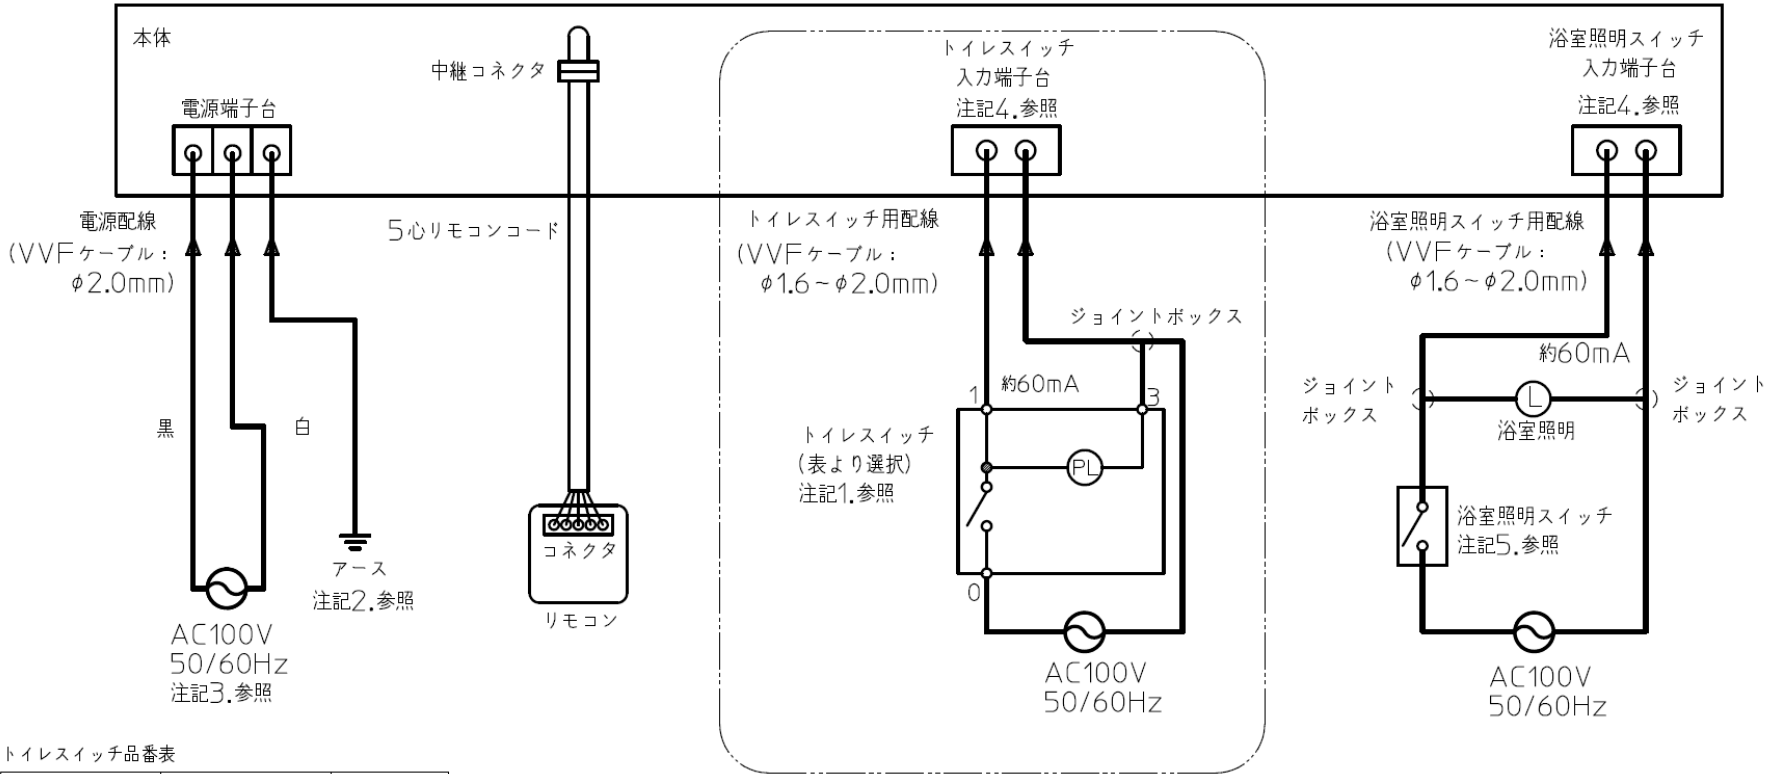 本体
電源端子台
中継コネクタ
トイレスイッチ
入力端子台
注記4.参照
浴室照明スイッチ
入力端子台
注記4.参照
電源配線
(VVFケーブル:
φ2.0mm)
5心リモコンコード
トイレスイッチ用配線
(VVFケーブル:
φ1.6~φ2.0mm)
浴室照明スイッチ用配線
(VVFケーブル:
φ1.6~φ2.0mm)
黒
白
アース
注記2.参照
AC100V
50/60Hz
注記3.参照
コネクタ
リモコン
ジョイントボックス
約60mA
1
3
トイレスイッチ
(表より選択)
注記1.参照
PL
0
AC100V
50/60Hz
約60mA
ジョイント
ボックス
L
浴室照明
ジョイント
ボックス
浴室照明スイッチ
注記5.参照
AC100V
50/60Hz
トイレスイッチ品番表